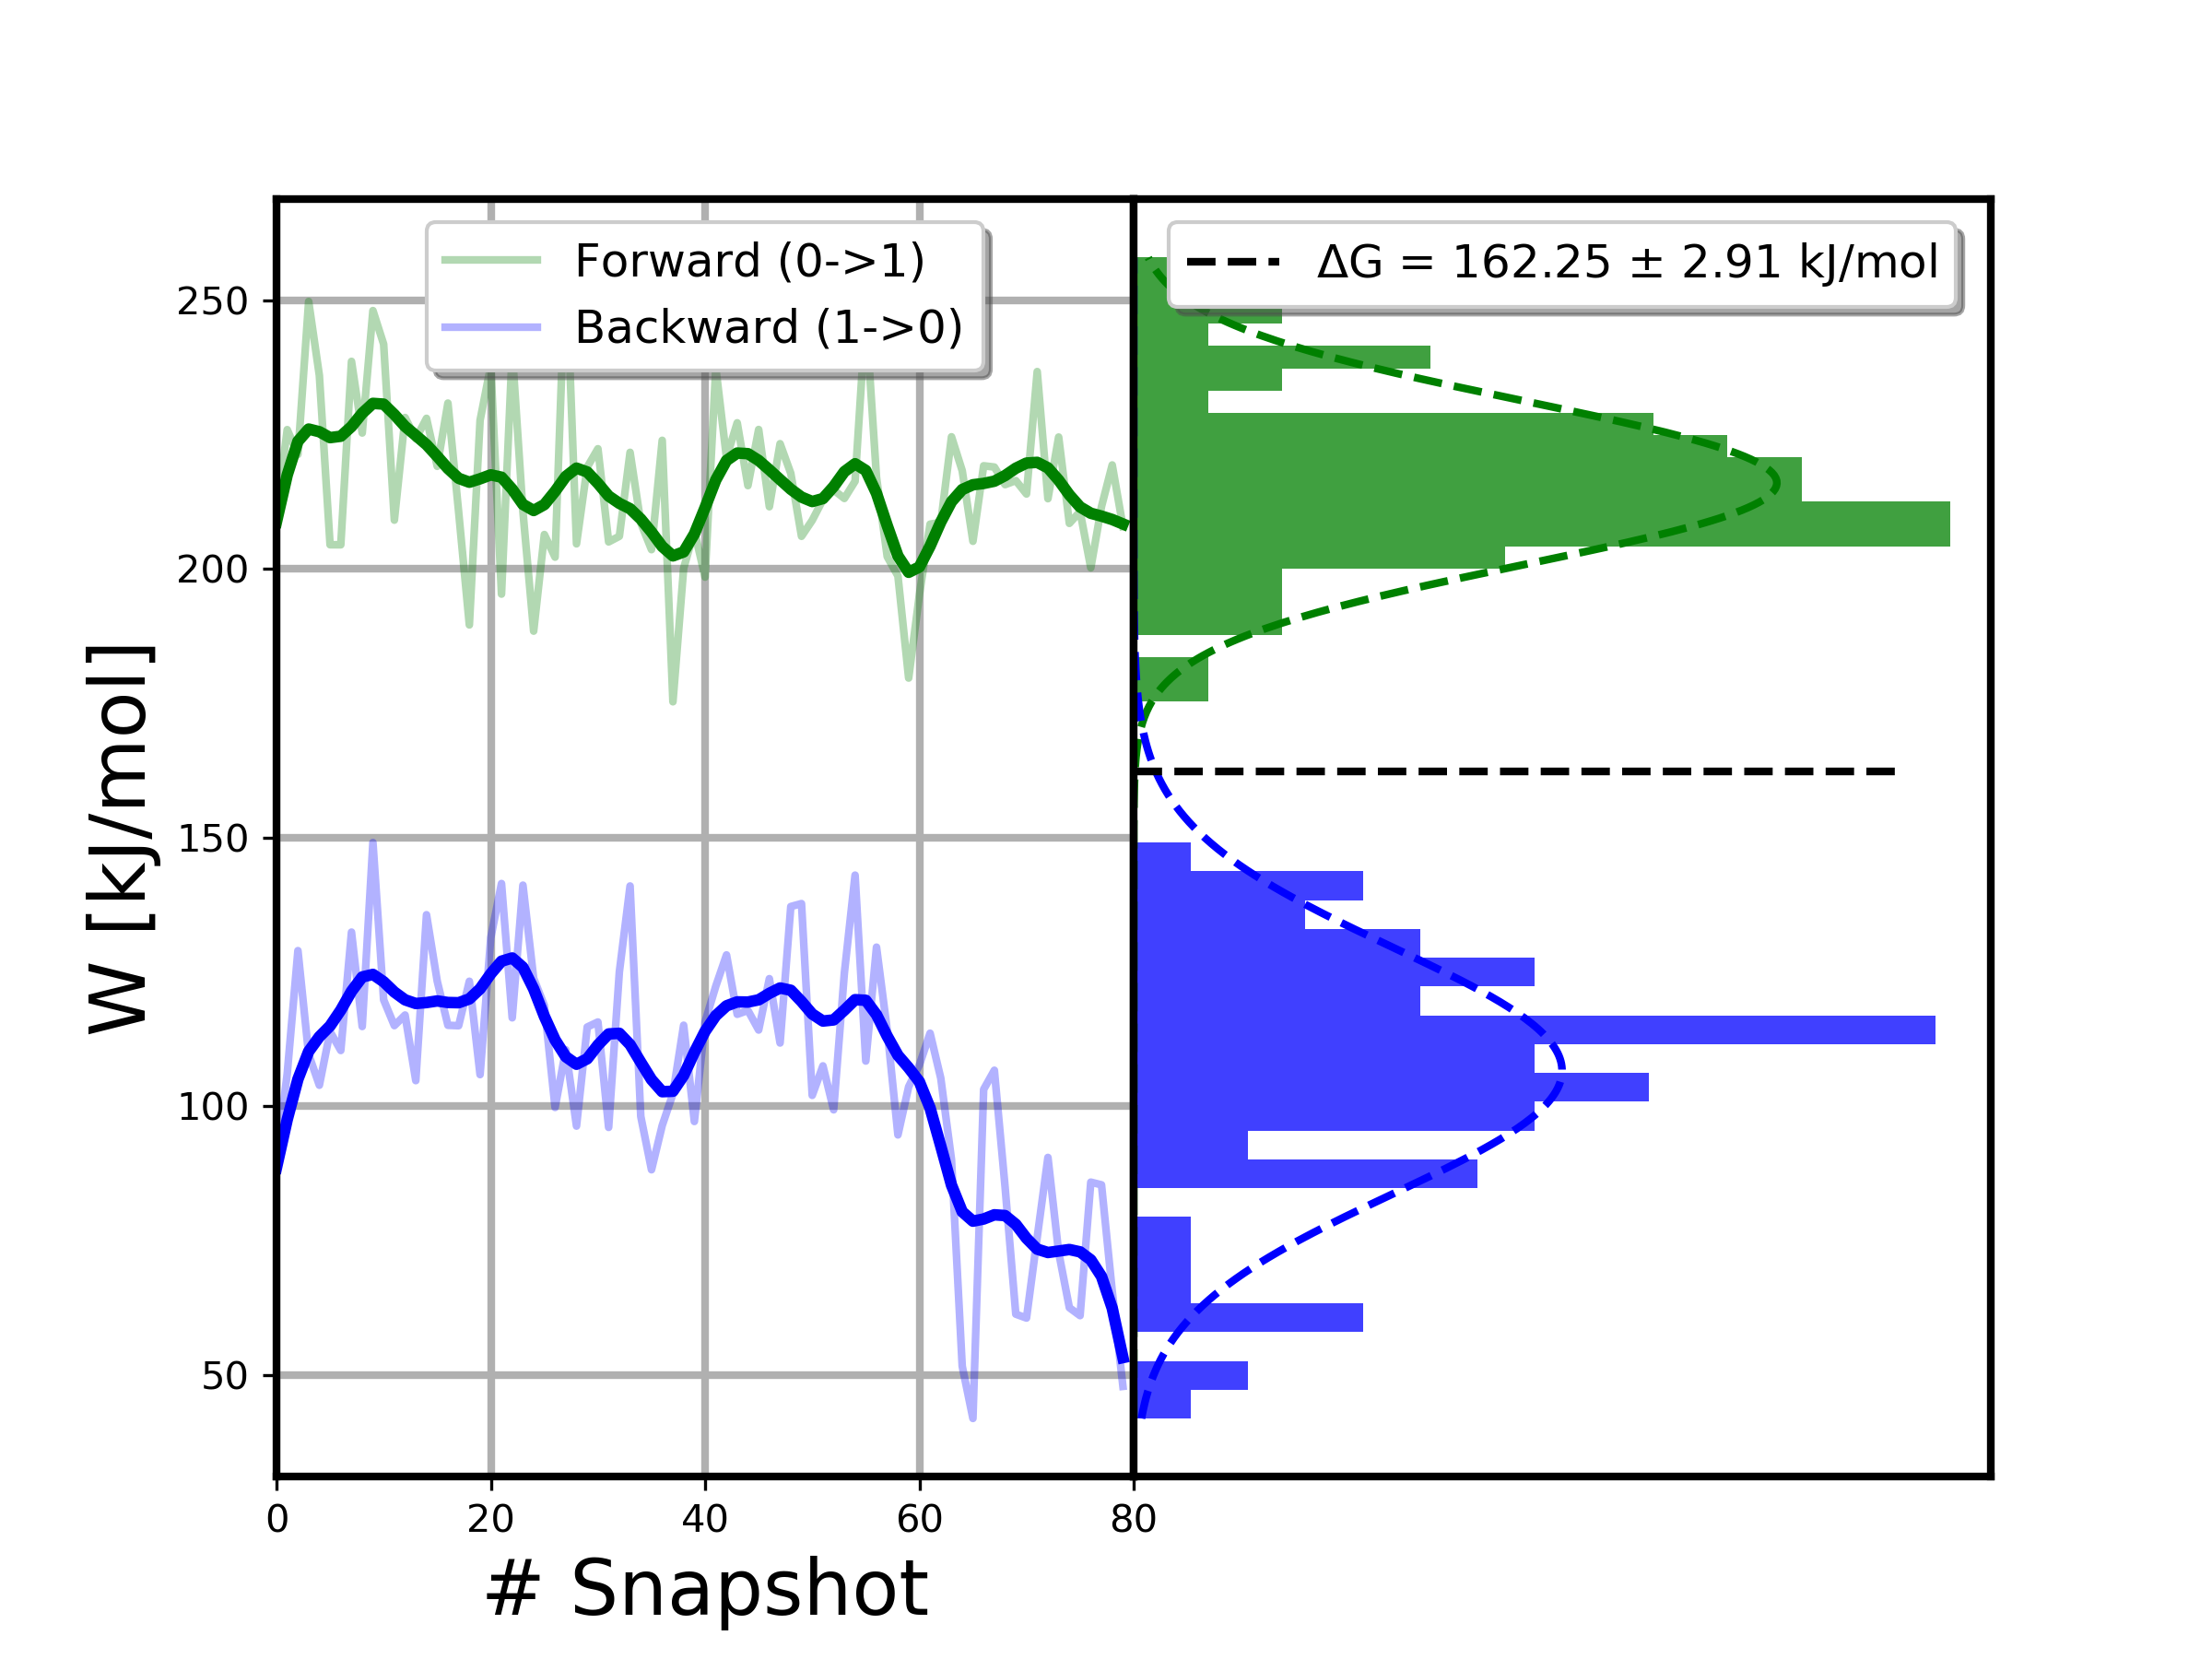 Forward (0->1)
Backward (1->0)
ΔG = 162.25 ± 2.91 kJ/mol
W [kJ/mol]
250
200
150
100
50
0 20 40 60 80
# Snapshot